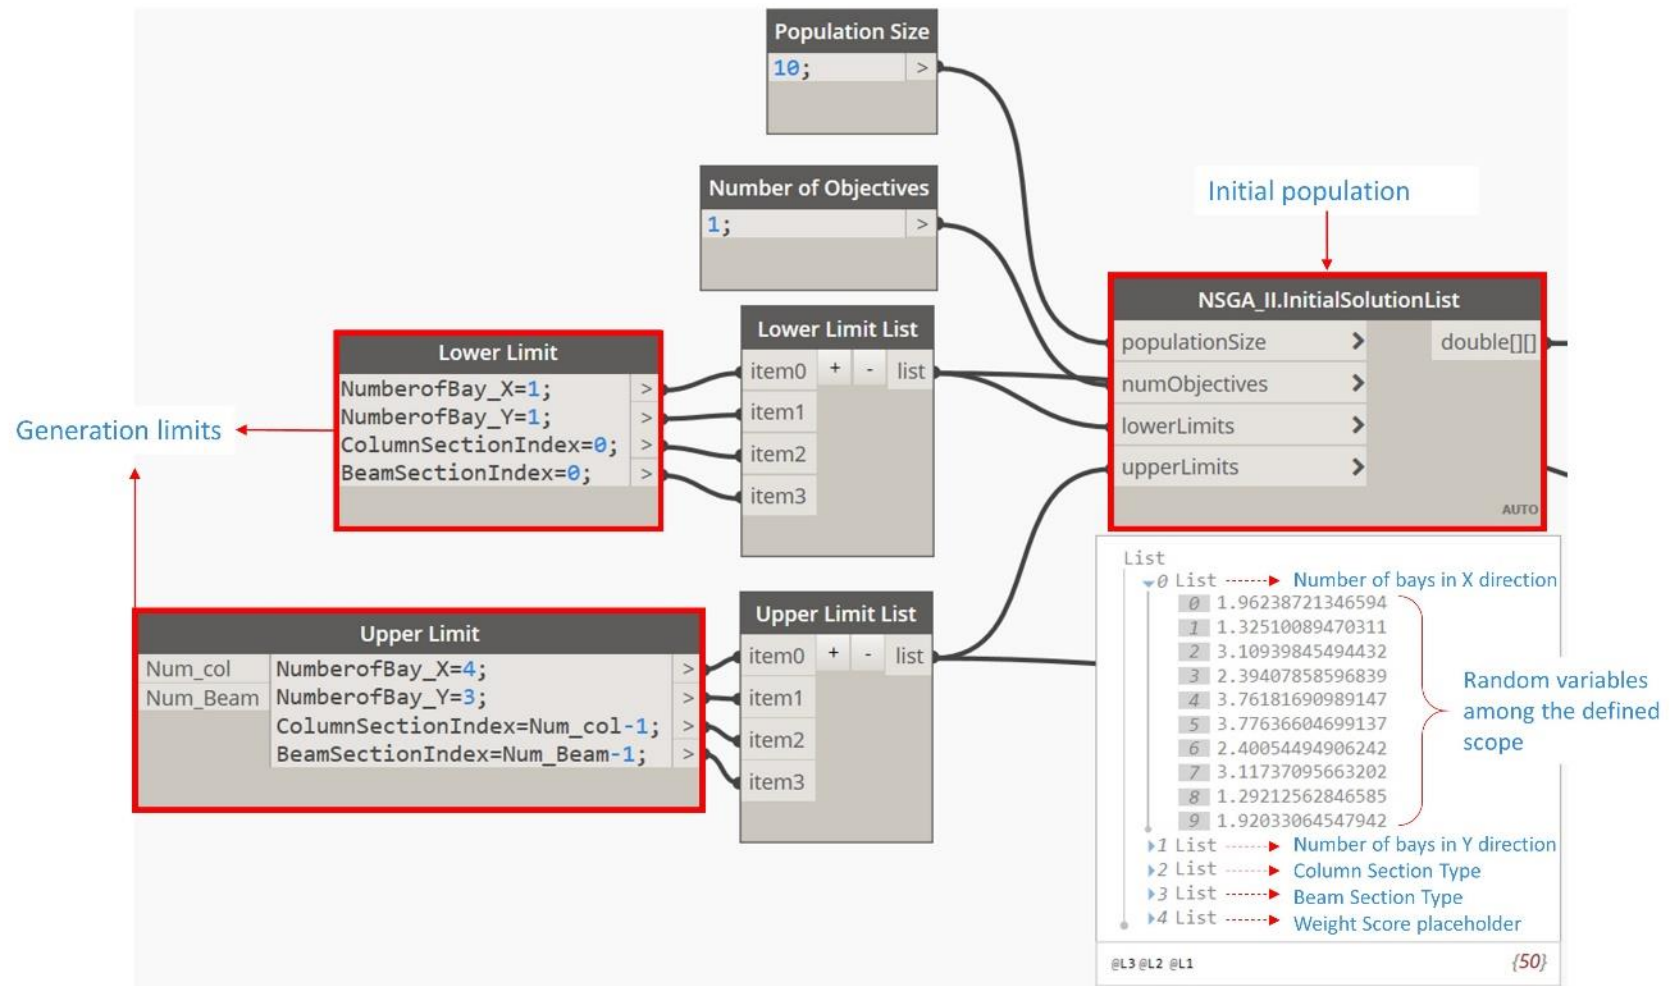 Population Size
10;
>
Number of Objectives
1;
>
Initial population
NSGA_II.InitialSolutionList
populationSize > double[][]
numObjectives >
lowerLimits >
upperLimits >
AUTO
Lower Limit List
item0 + - list
item1
item2
item3
Lower Limit
NumberofBay_X=1; >
NumberofBay_Y=1; >
ColumnSectionIndex=0; >
BeamSectionIndex=0; >
Generation limits
Upper Limit List
item0 + - list
item1
item2
item3
Upper Limit
Num_col NumberofBay_X=4; >
Num_Beam NumberofBay_Y=3; >
ColumnSectionIndex=Num_col-1; >
BeamSectionIndex=Num_Beam-1; >
List
0 List Number of bays in X direction
0 1.96238721346594
1 1.32510089470311
2 3.10939845494432
3 2.39407858596839
4 3.76181690989147
5 3.77636604699137
6 2.40054494906242
7 3.11737095663202
8 1.29212562846585
9 1.92033064547942
Random variables
among the defined
scope
1 List Number of bays in Y direction
2 List Column Section Type
3 List Beam Section Type
4 List Weight Score placeholder
@L3 @L2 @L1 {50}